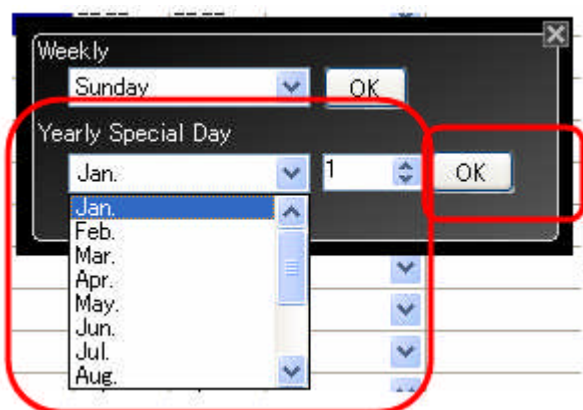 Weekly
Sunday OK
Yearly Special Day
Jan. 1 OK
Jan.
Feb.
Mar.
Apr.
May.
Jun.
Jul.
Aug.